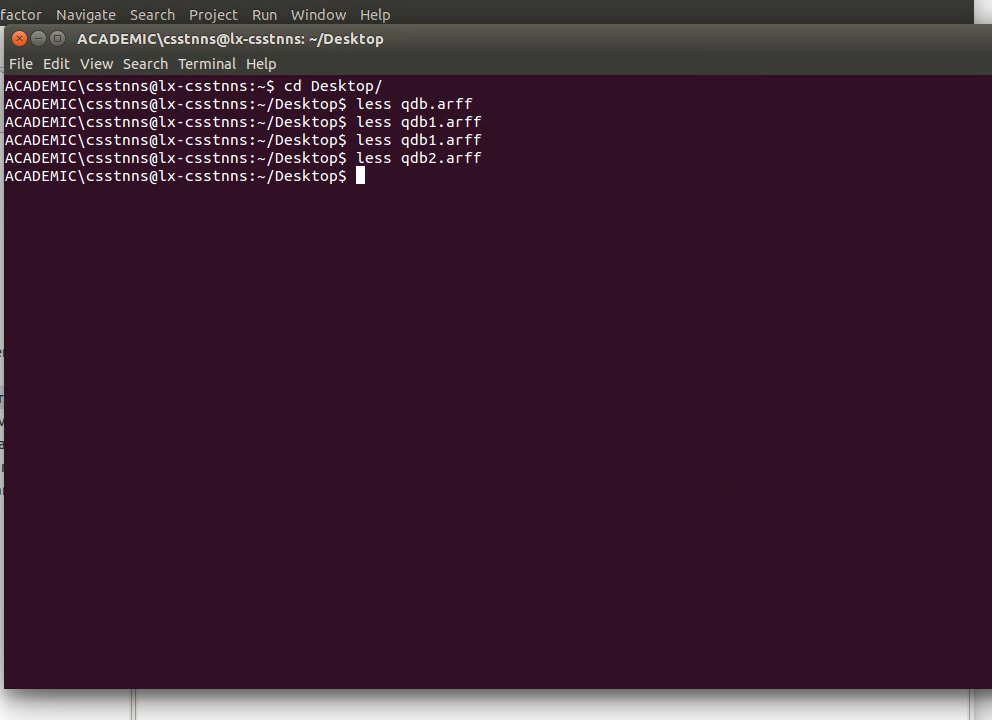 factor Navigate Search Project Run Window Help
ACADEMIC\csstnns@lx-csstnns: ~/Desktop
File Edit View Search Terminal Help
ACADEMIC\csstnns@lx-csstnns:~$ cd Desktop/
ACADEMIC\csstnns@lx-csstnns:~/Desktop$ less qdb.arff
ACADEMIC\csstnns@lx-csstnns:~/Desktop$ less qdb1.arff
ACADEMIC\csstnns@lx-csstnns:~/Desktop$ less qdb1.arff
ACADEMIC\csstnns@lx-csstnns:~/Desktop$ less qdb2.arff
ACADEMIC\csstnns@lx-csstnns:~/Desktop$